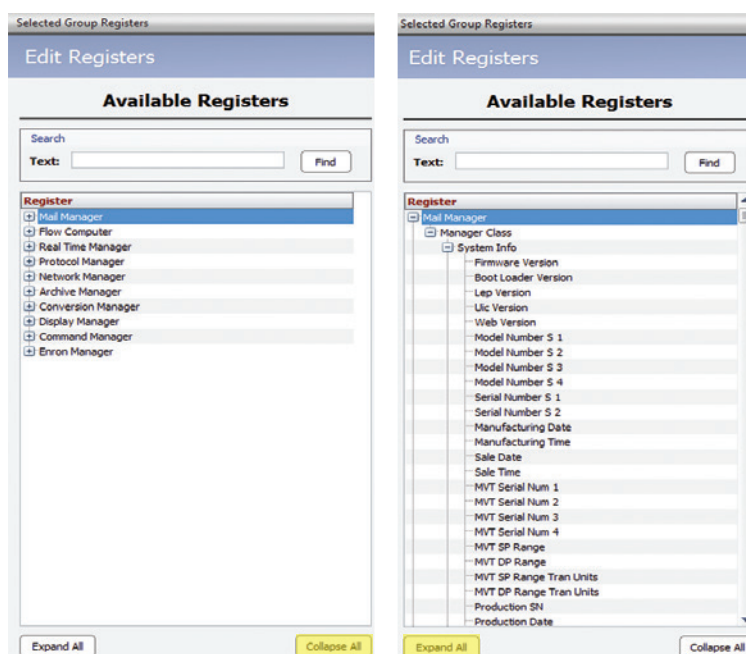 Selected Group Registers
Edit Registers
Available Registers
Search
Text:
Find
Register
Mail Manager
Flow Computer
Real Time Manager
Protocol Manager
Network Manager
Archive Manager
Conversion Manager
Display Manager
Command Manager
Enron Manager
Expand All
Collapse All
Selected Group Registers
Edit Registers
Available Registers
Search
Text:
Find
Register
Mail Manager
Manager Class
System Info
Firmware Version
Boot Loader Version
Lep Version
Uic Version
Web Version
Model Number S 1
Model Number S 2
Model Number S 3
Model Number S 4
Serial Number S 1
Serial Number S 2
Manufacturing Date
Manufacturing Time
Sale Date
Sale Time
MVT Serial Num 1
MVT Serial Num 2
MVT Serial Num 3
MVT Serial Num 4
MVT SP Range
MVT DP Range
MVT SP Range Tran Units
MVT DP Range Tran Units
Production SN
Production Date
Expand All
Collapse All